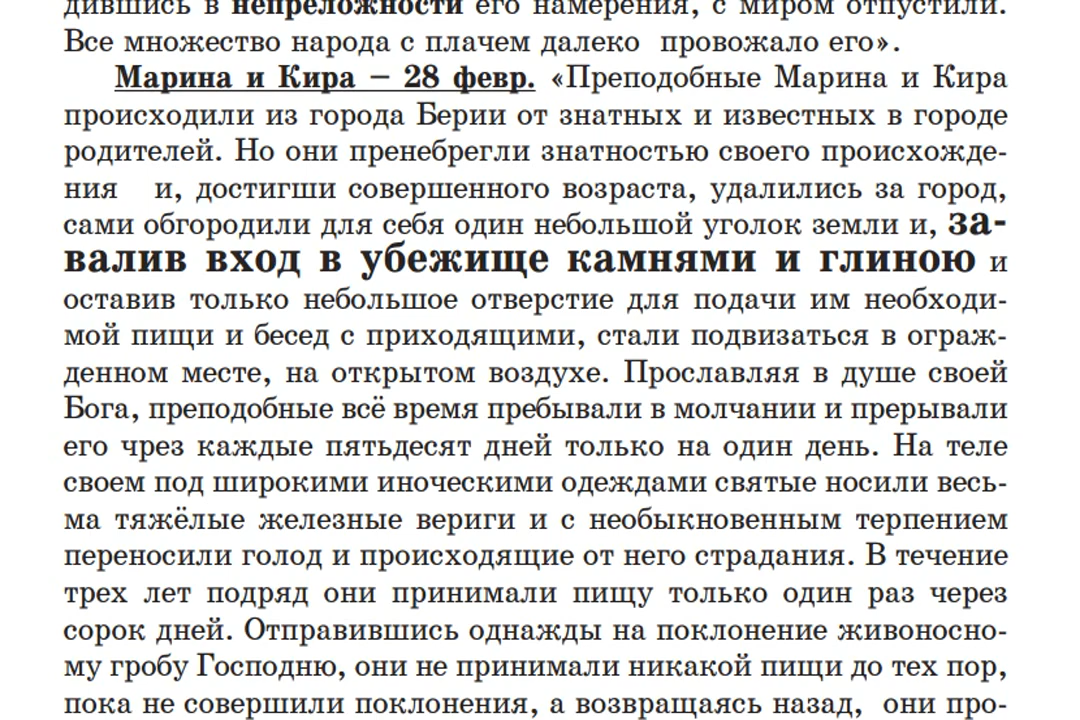 дившись в непреложности его намерения, с миром отпустили.
Все множество народа с плачем далеко провожало его».
Марина и Кира – 28 февр. «Преподобные Марина и Кира
происходили из города Берии от знатных и известных в городе
родителей. Но они пренебрегли знатностью своего происхожде-
ния и, достигши совершенного возраста, удалились за город,
сами обгородили для себя один небольшой уголок земли и, за-
валив вход в убежище камнями и глиною и
оставив только небольшое отверстие для подачи им необходи-
мой пищи и бесед с приходящими, стали подвизаться в ограж-
денном месте, на открытом воздухе. Прославляя в душе своей
Бога, преподобные всё время пребывали в молчании и прерывали
его чрез каждые пятьдесят дней только на один день. На теле
своем под широкими иноческими одеждами святые носили весь-
ма тяжёлые железные вериги и с необыкновенным терпением
переносили голод и происходящие от него страдания. В течение
трех лет подряд они принимали пищу только один раз через
сорок дней. Отправившись однажды на поклонение живоносно-
му гробу Господню, они не принимали никакой пищи до тех пор,
пока не совершили поклонения, а возвращаясь назад, они про-